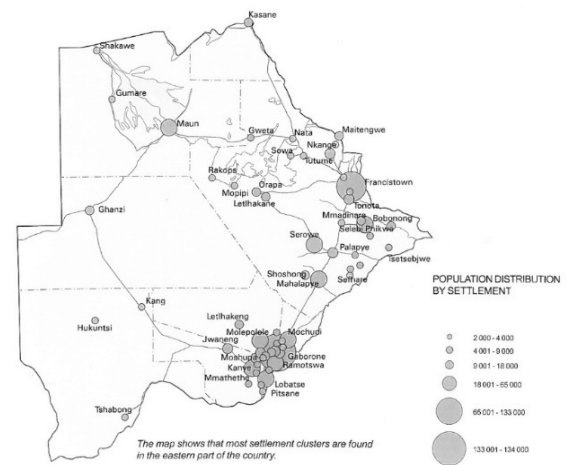 Kasane
Shakawe
Gumare
Maun
Gweta
Nata
Maitengwe
Nkange
Sowa
Tutume
Rakops
Mopipi
Orapa
Letlhakane
Francistown
Tonota
Ghanzi
Mmadinare
Bobonong
Selebi Phikwe
Serowe
Palapye
Tsetsebjwe
Shoshong
Mahalapye
Sefhare
Kang
Hukuntsi
Letlhakeng
Molepolole
Mochudi
Jwaneng
Moshupa
Gaborone
Kanye
Ramotswa
Mmathethe
Lobatse
Pitsane
Tshabong
POPULATION DISTRIBUTION
BY SETTLEMENT
2 000 - 4 000
4 001 - 9 000
9 001 - 18 000
18 001 - 65 000
65 001 - 133 000
133 001 - 134 000
The map shows that most settlement clusters are found
in the eastern part of the country.